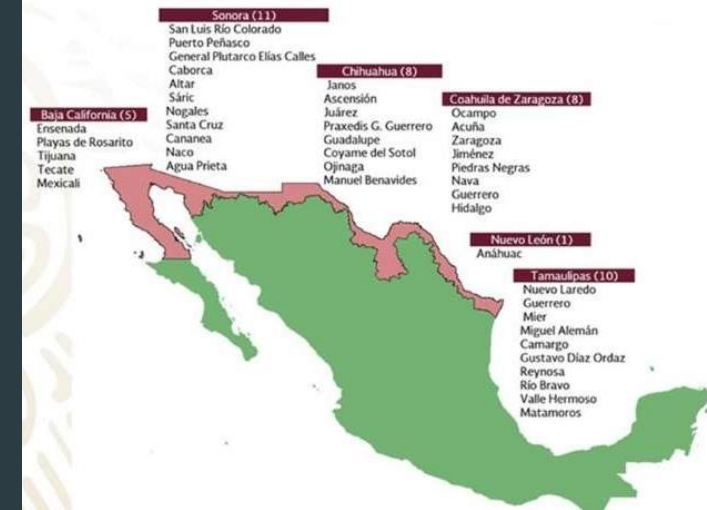 Sonora (11)
San Luis Río Colorado
Puerto Peñasco
General Plutarco Elías Calles
Caborca
Altar
Sáric
Nogales
Santa Cruz
Cananea
Naco
Agua Prieta
Chihuahua (8)
Janos
Ascensión
Juárez
Praxedis G. Guerrero
Guadalupe
Coyame del Sotol
Ojinaga
Manuel Benavides
Coahuila de Zaragoza (8)
Ocampo
Acuña
Zaragoza
Jiménez
Piedras Negras
Nava
Guerrero
Hidalgo
Baja California (5)
Ensenada
Playas de Rosarito
Tijuana
Tecate
Mexicali
Nuevo León (1)
Anáhuac
Tamaulipas (10)
Nuevo Laredo
Guerrero
Mier
Miguel Alemán
Camargo
Gustavo Díaz Ordaz
Reynosa
Río Bravo
Valle Hermoso
Matamoros